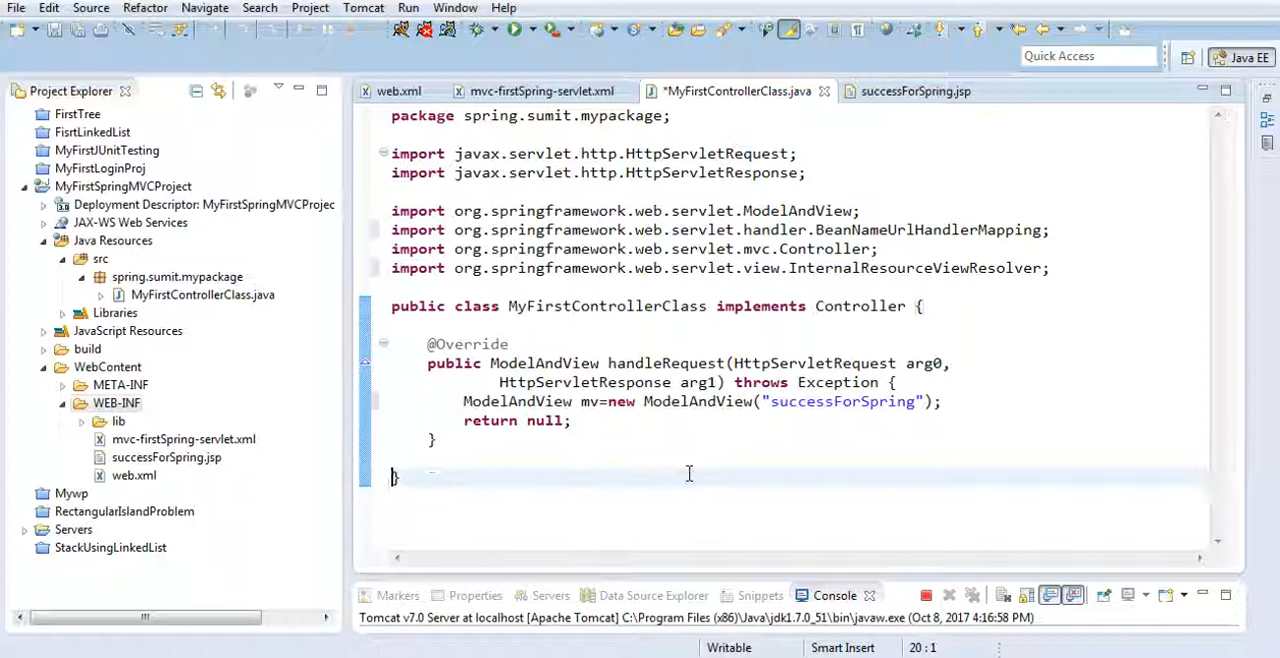 File Edit Source Refactor Navigate Search Project Tomcat Run Window Help
Quick Access
Java EE
Project Explorer
FirstTree
FisrtLinkedList
MyFirstJUnitTesting
MyFirstLoginProj
MyFirstSpringMVCProject
Deployment Descriptor: MyFirstSpringMVCProjec
JAX-WS Web Services
Java Resources
src
spring.sumit.mypackage
MyFirstControllerClass.java
Libraries
JavaScript Resources
build
WebContent
META-INF
WEB-INF
lib
mvc-firstSpring-servlet.xml
successForSpring.jsp
web.xml
Mywp
RectangularIslandProblem
Servers
StackUsingLinkedList
web.xml mvc-firstSpring-servlet.xml *MyFirstControllerClass.java successForSpring.jsp
package spring.sumit.mypackage;
import javax.servlet.http.HttpServletRequest;
import javax.servlet.http.HttpServletResponse;
import org.springframework.web.servlet.ModelAndView;
import org.springframework.web.servlet.handler.BeanNameUrlHandlerMapping;
import org.springframework.web.servlet.mvc.Controller;
import org.springframework.web.servlet.view.InternalResourceViewResolver;
public class MyFirstControllerClass implements Controller {
@Override
public ModelAndView handleRequest(HttpServletRequest arg0,
HttpServletResponse arg1) throws Exception {
ModelAndView mv=new ModelAndView("successForSpring");
return null;
}
}
Markers Properties Servers Data Source Explorer Snippets Console
Tomcat v7.0 Server at localhost [Apache Tomcat] C:\Program Files (x86)\Java\jdk1.7.0_51\bin\javaw.exe (Oct 8, 2017 4:16:58 PM)
Writable Smart Insert 20 : 1